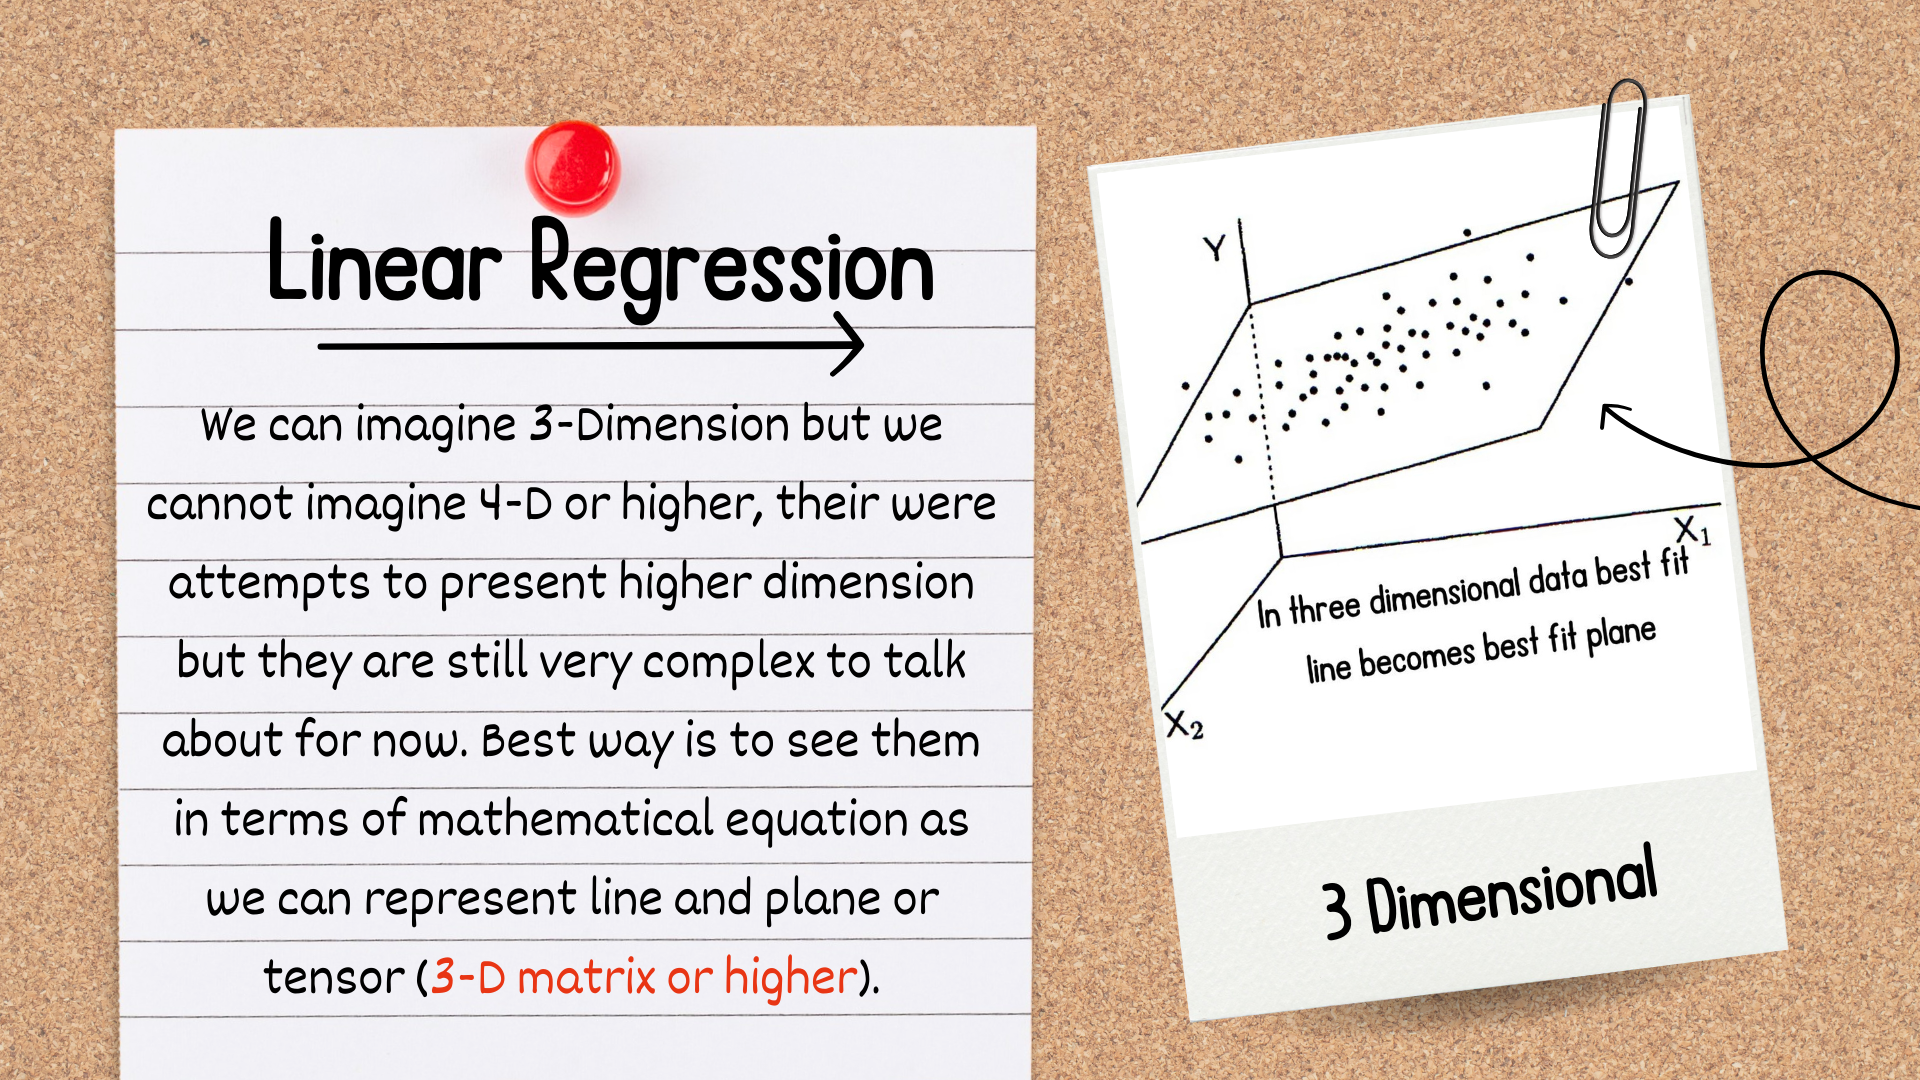 Linear Regression
We can imagine 3-Dimension but we
cannot imagine 4-D or higher, their were
attempts to present higher dimension
but they are still very complex to talk
about for now. Best way is to see them
in terms of mathematical equation as
we can represent line and plane or
tensor (3-D matrix or higher).
Y
X₁
X₂
In three dimensional data best fit
line becomes best fit plane
3 Dimensional